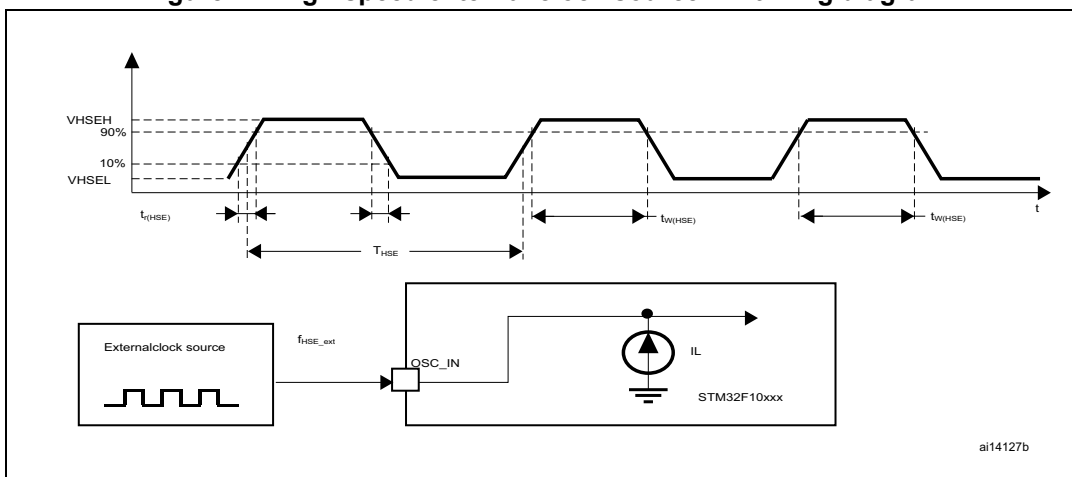 VHSEH
90%
10%
VHSEL
tr(HSE)
tW(HSE)
tW(HSE)
t
THSE
Externalclock source
fHSE_ext
OSC_IN
IL
STM32F10xxx
ai14127b